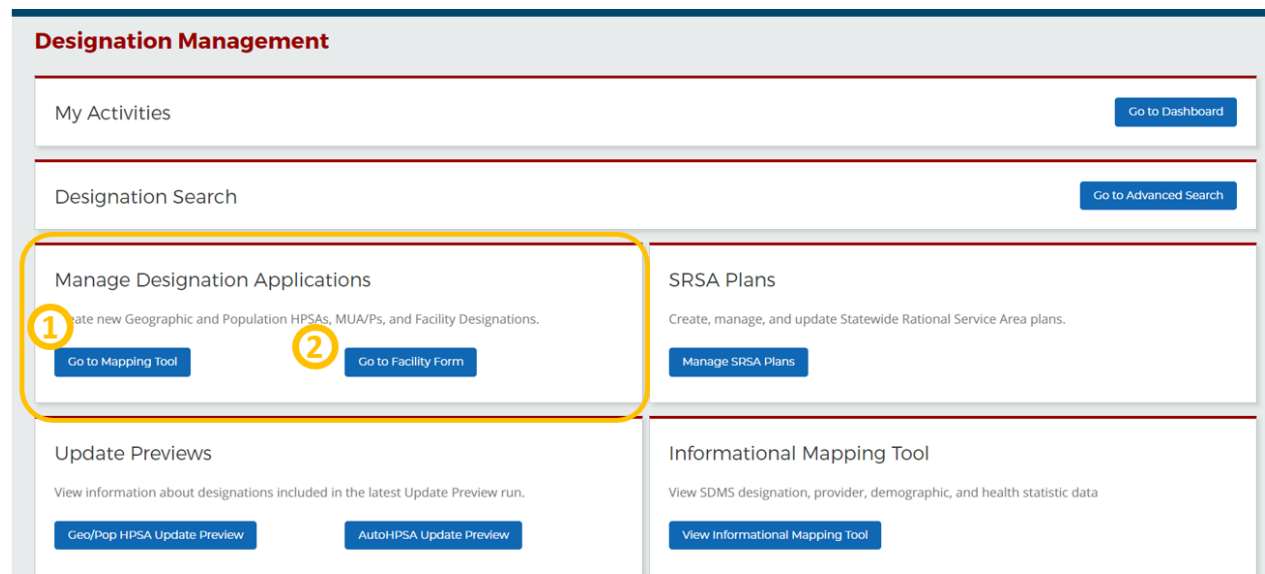 Designation Management
My Activities
Go to Dashboard
Designation Search
Go to Advanced Search
Manage Designation Applications
eate new Geographic and Population HPSAs, MUA/Ps, and Facility Designations.
1
2
Go to Mapping Tool
Go to Facility Form
SRSA Plans
Create, manage, and update Statewide Rational Service Area plans.
Manage SRSA Plans
Update Previews
View information about designations included in the latest Update Preview run.
Geo/Pop HPSA Update Preview
AutoHPSA Update Preview
Informational Mapping Tool
View SDMS designation, provider, demographic, and health statistic data
View Informational Mapping Tool